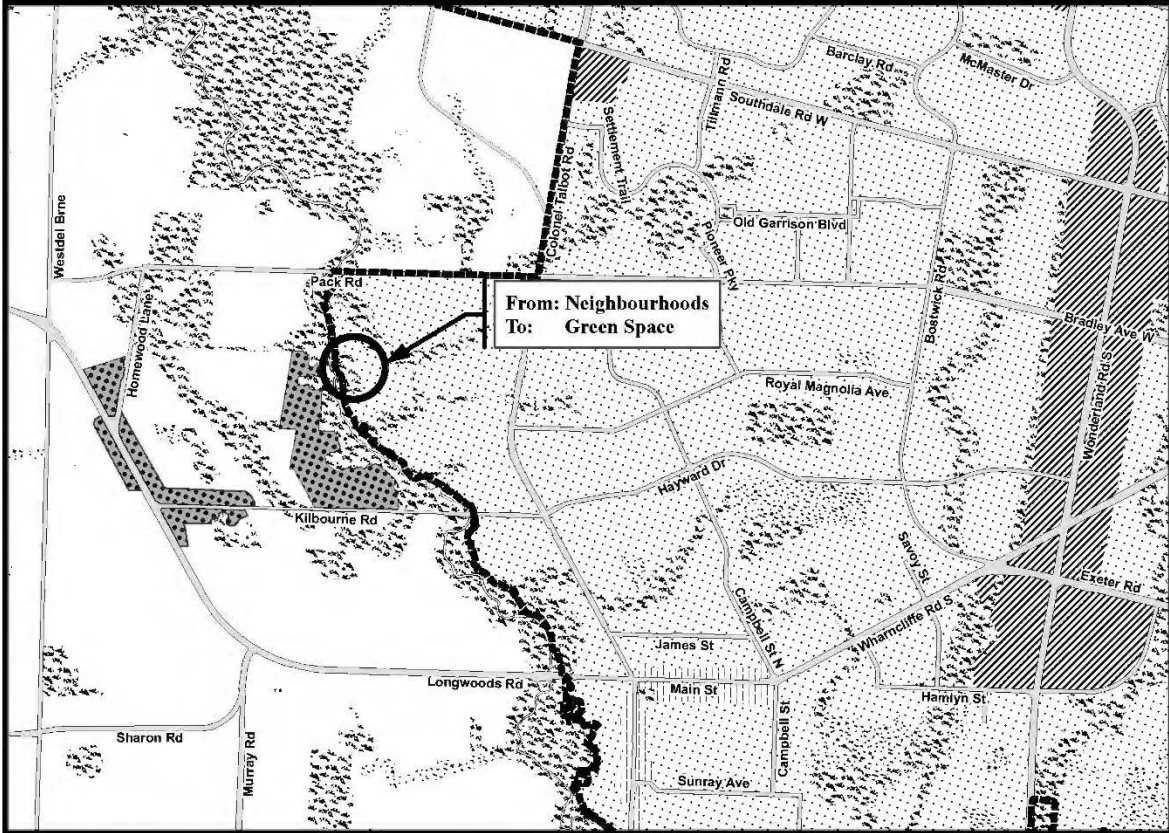 Barclay Rd.
McMaster Dr
Tillmann Rd
Southdale Rd W
Settlement Trail
Colonel Talbot Rd
Westdel Brne
Old Garrison Blvd
Pioneer Pky
Pack Rd
Homewood Lane
From: Neighbourhoods
To: Green Space
Bostwick Rd
Bradley Ave W
Wonderland Rd S
Royal Magnolia Ave
Hayward Dr
Kilbourne Rd
Savoy St
Exeter Rd
Wharncliffe Rd S
Campbell St N
James St
Longwoods Rd
Main St
Hamlyn St
Campbell St
Sharon Rd
Murray Rd
Sunray Ave